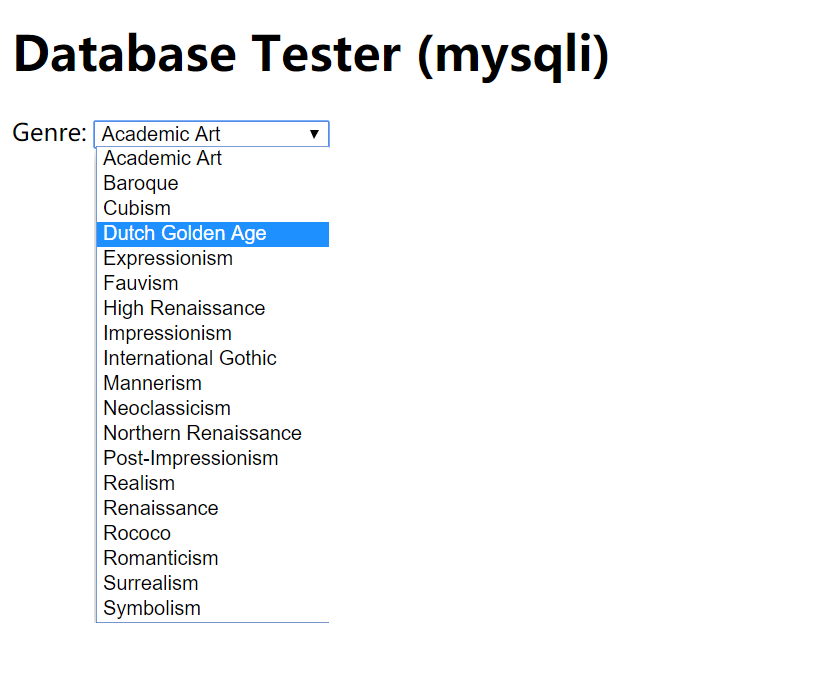 Database Tester (mysqli)
Genre: Academic Art
Academic Art
Baroque
Cubism
Dutch Golden Age
Expressionism
Fauvism
High Renaissance
Impressionism
International Gothic
Mannerism
Neoclassicism
Northern Renaissance
Post-Impressionism
Realism
Renaissance
Rococo
Romanticism
Surrealism
Symbolism